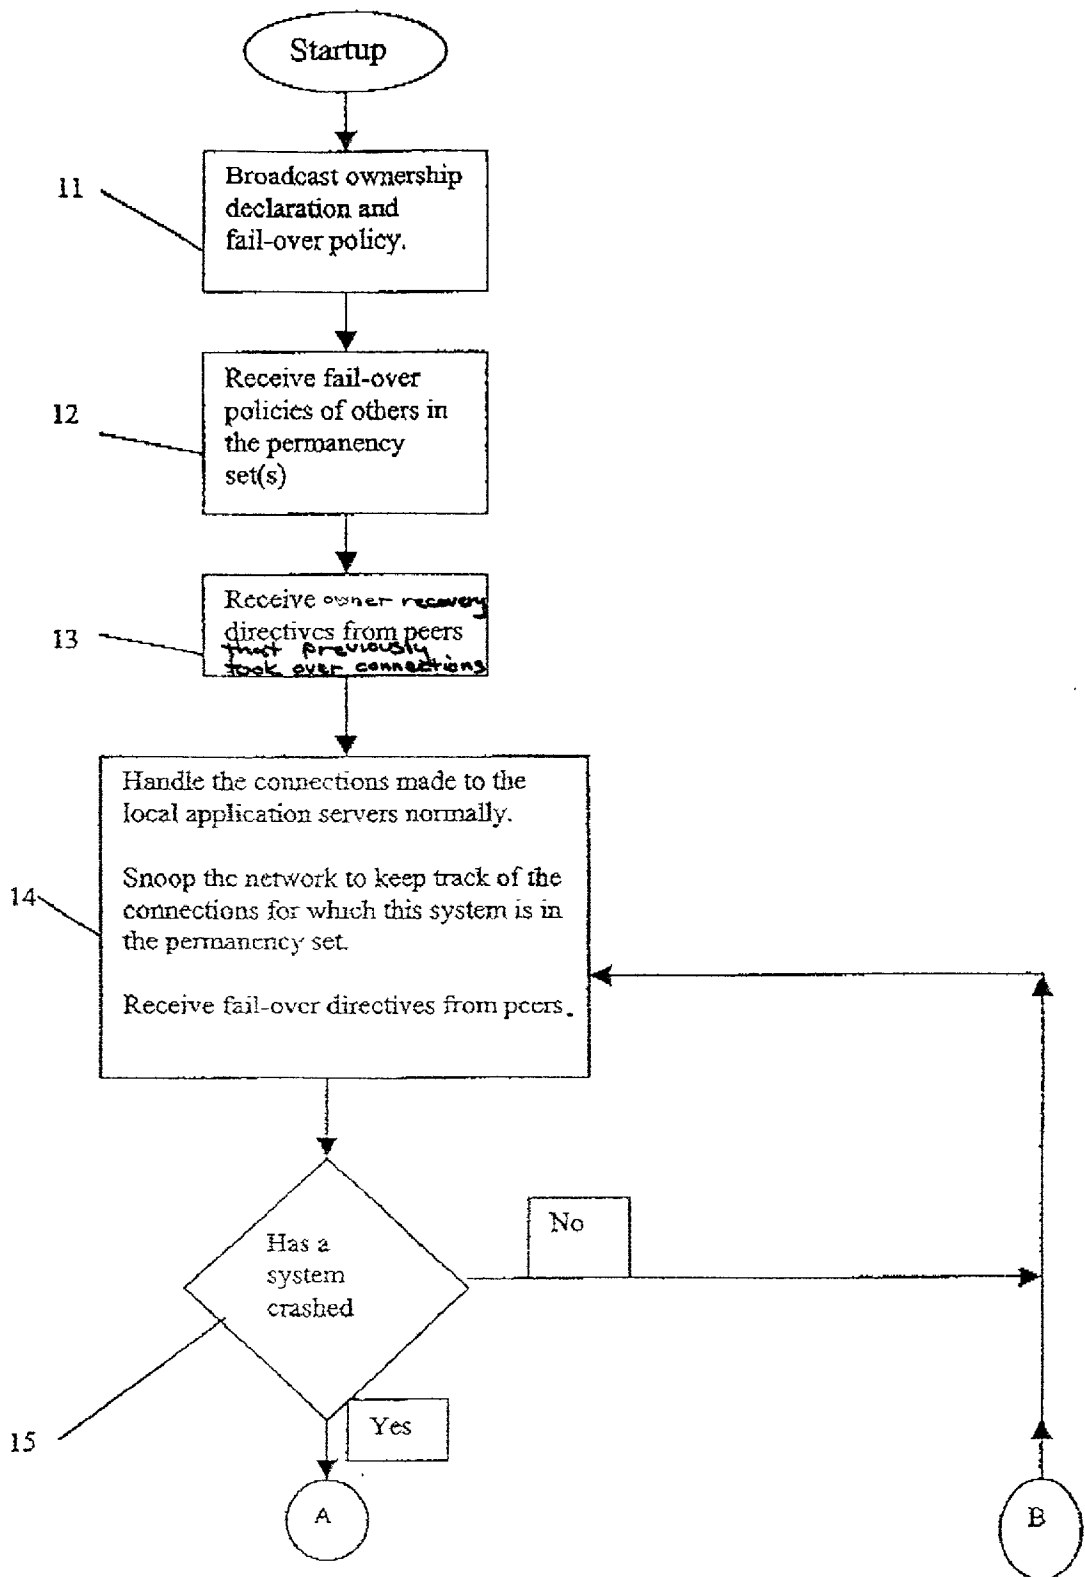 Startup
11
Broadcast ownership
declaration and
fail-over policy.
12
Receive fail-over
policies of others in
the permanency
set(s)
13
Receive owner recovery
directives from peers
that previously
took over connections
14
Handle the connections made to the
local application servers normally.
Snoop the network to keep track of the
connections for which this system is in
the permanency set.
Receive fail-over directives from peers.
Has a
system
crashed
No
15
Yes
A
B